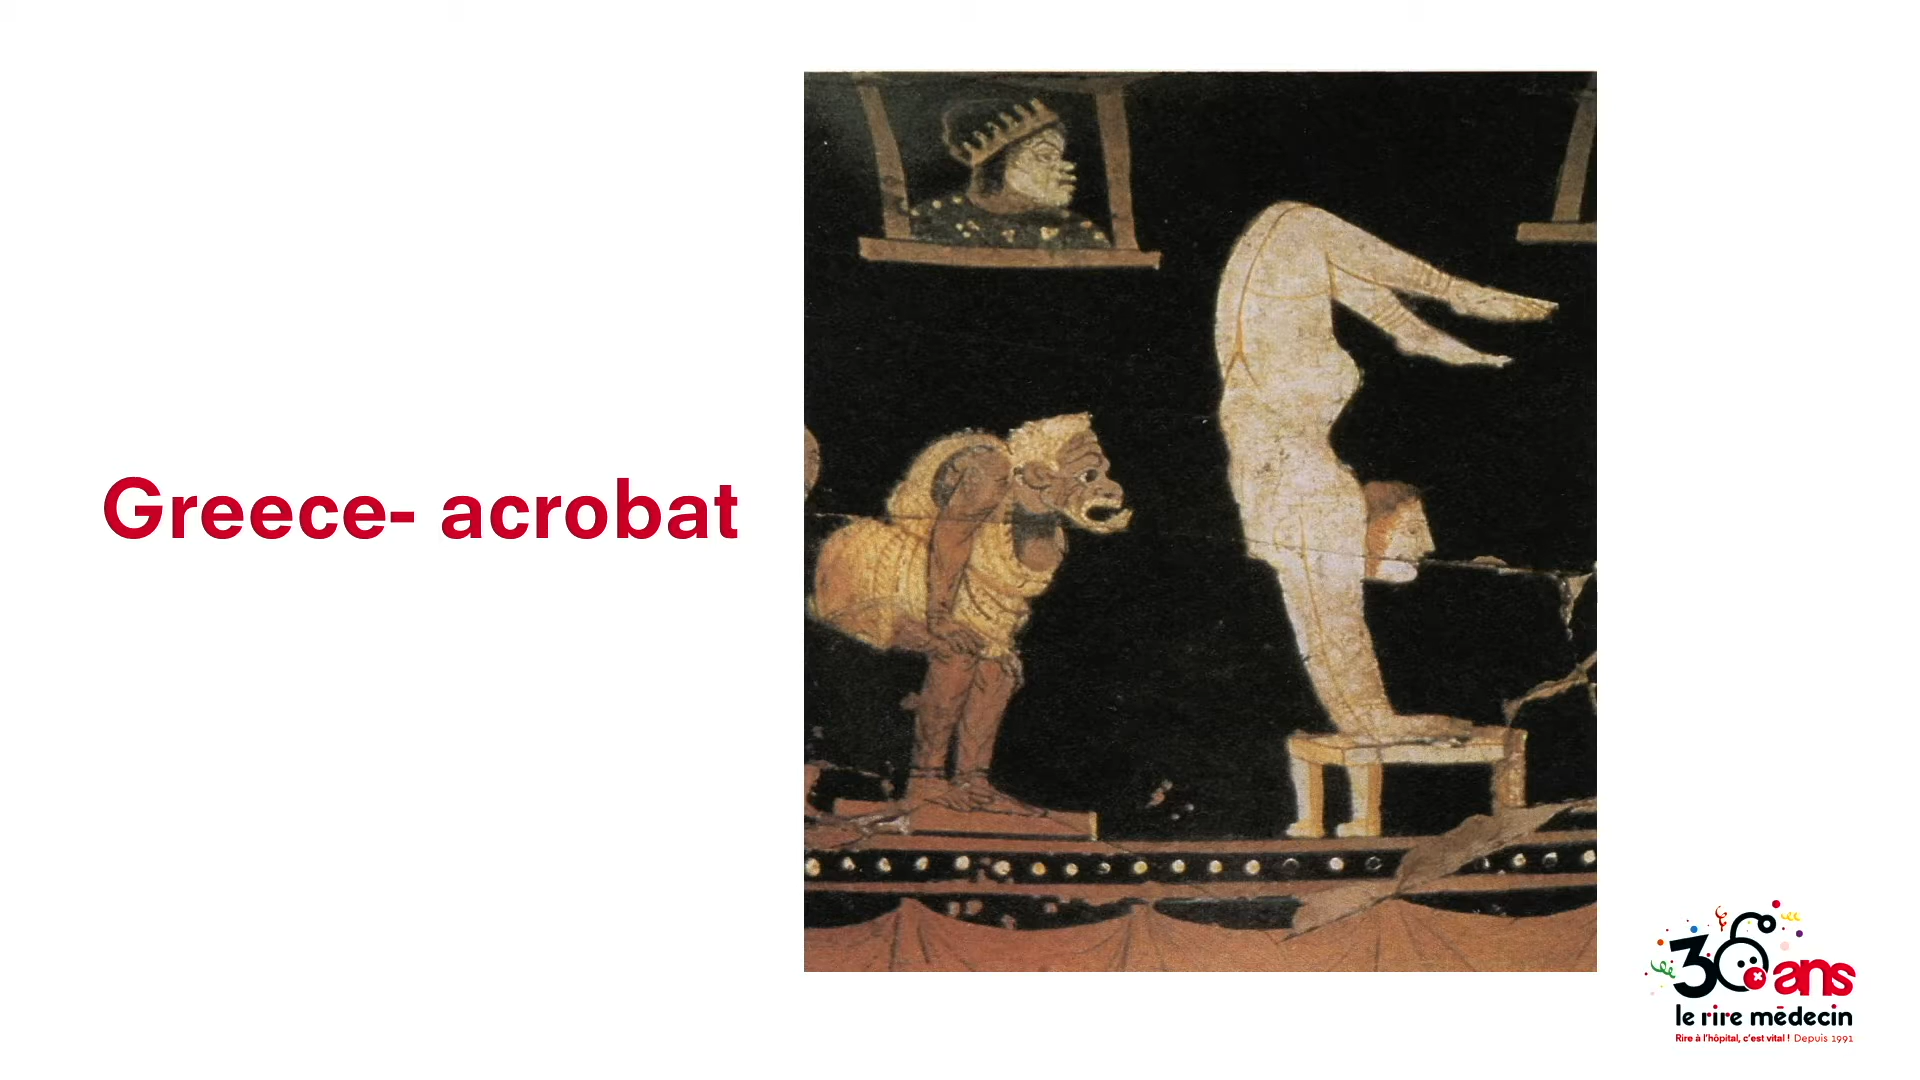 Greece- acrobat
30 ans
le rire médecin
Rire à l'hôpital, c'est vital ! Depuis 1991